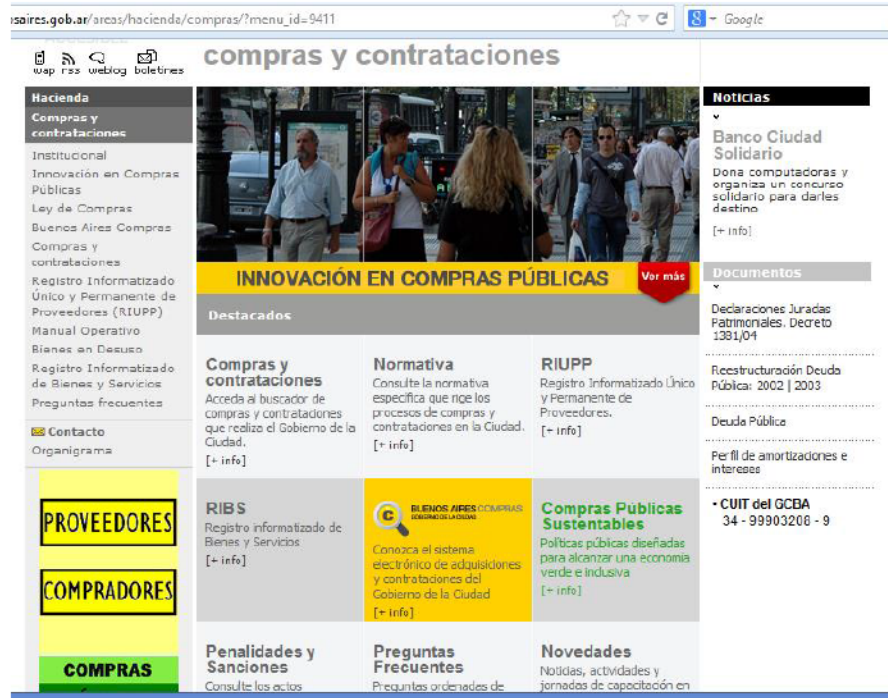 saires.gob.ar/areas/hacienda/compras/?menu_id=9411
Google
wap rss weblog boletines
compras y contrataciones
Hacienda
Compras y
contrataciones
Institucional
Innovación en Compras
Públicas
Ley de Compras
Buenos Aires Compras
Compras y
contrataciones
Registro Informatizado
Único y Permanente de
Proveedores (RIUPP)
Manual Operativo
Bienes en Desuso
Registro Informatizado
de Bienes y Servicios
Preguntas frecuentes
Contacto
Organigrama
PROVEEDORES
COMPRADORES
COMPRAS
INNOVACIÓN EN COMPRAS PÚBLICAS
Ver más
Destacados
Compras y
contrataciones
Acceda al buscador de
compras y contrataciones
que realiza el Gobierno de la
Ciudad.
[+ info]
Normativa
Consulte la normativa
específica que rige los
procesos de compras y
contrataciones en la Ciudad.
[+ info]
RIUPP
Registro Informatizado Único
y Permanente de
Proveedores.
[+ info]
RIBS
Registro informatizado de
Bienes y Servicios
[+ info]
BUENOS AIRES COMPRAS
GOBIERNO DE LA CIUDAD
Conozca el sistema
electrónico de adquisiciones
y contrataciones del
Gobierno de la Ciudad
[+ info]
Compras Públicas
Sustentables
Políticas públicas diseñadas
para alcanzar una economía
verde e inclusiva
[+ info]
Penalidades y
Sanciones
Consulte los actos
Preguntas
Frecuentes
Preguntas ordenadas de
Novedades
Noticias, actividades y
jornadas de capacitación en
Noticias
Banco Ciudad
Solidario
Dona computadoras y
organiza un concurso
solidario para darles
destino
[+ info]
Documentos
Declaraciones Juradas
Patrimoniales. Decreto
1381/04
Reestructuración Deuda
Pública: 2002 | 2003
Deuda Pública
Perfil de amortizaciones e
intereses
• CUIT del GCBA
34 - 99903208 - 9